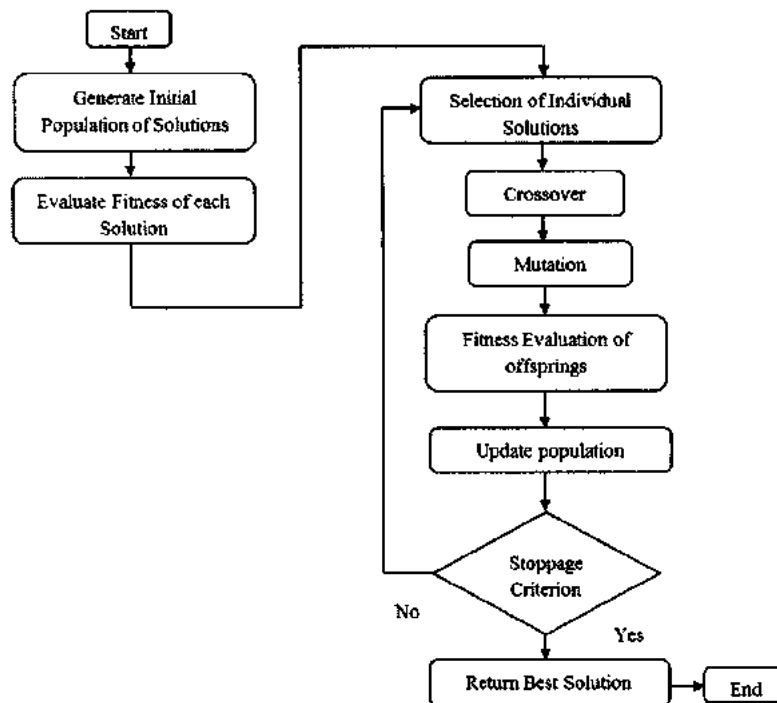 Start
Generate Initial
Population of Solutions
Evaluate Fitness of each
Solution
Selection of Individual
Solutions
Crossover
Mutation
Fitness Evaluation of
offsprings
Update population
Stoppage
Criterion
No
Yes
Return Best Solution
End